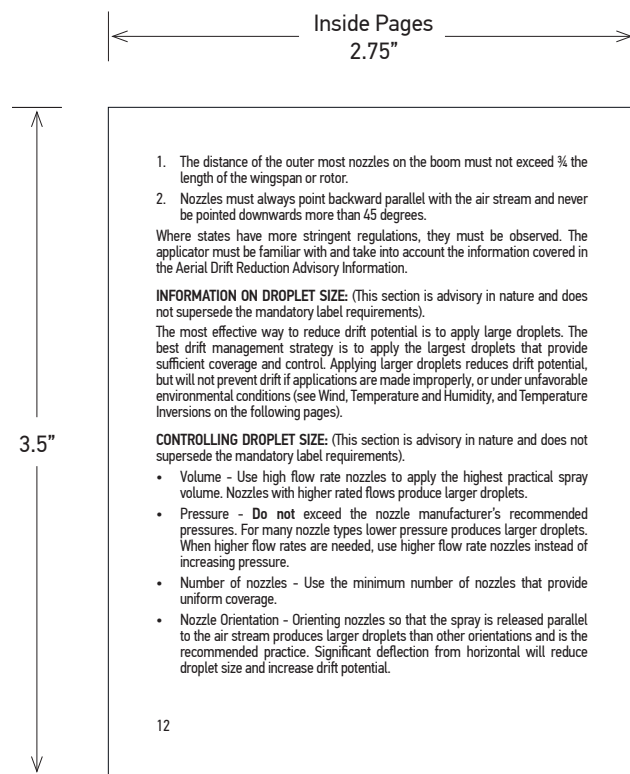 Inside Pages
2.75”
3.5”
1. The distance of the outer most nozzles on the boom must not exceed ¾ the
length of the wingspan or rotor.
2. Nozzles must always point backward parallel with the air stream and never
be pointed downwards more than 45 degrees.
Where states have more stringent regulations, they must be observed. The
applicator must be familiar with and take into account the information covered in
the Aerial Drift Reduction Advisory Information.
INFORMATION ON DROPLET SIZE: (This section is advisory in nature and does
not supersede the mandatory label requirements).
The most effective way to reduce drift potential is to apply large droplets. The
best drift management strategy is to apply the largest droplets that provide
sufficient coverage and control. Applying larger droplets reduces drift potential,
but will not prevent drift if applications are made improperly, or under unfavorable
environmental conditions (see Wind, Temperature and Humidity, and Temperature
Inversions on the following pages).
CONTROLLING DROPLET SIZE: (This section is advisory in nature and does not
supersede the mandatory label requirements).
• Volume - Use high flow rate nozzles to apply the highest practical spray
volume. Nozzles with higher rated flows produce larger droplets.
• Pressure - Do not exceed the nozzle manufacturer’s recommended
pressures. For many nozzle types lower pressure produces larger droplets.
When higher flow rates are needed, use higher flow rate nozzles instead of
increasing pressure.
• Number of nozzles - Use the minimum number of nozzles that provide
uniform coverage.
• Nozzle Orientation - Orienting nozzles so that the spray is released parallel
to the air stream produces larger droplets than other orientations and is the
recommended practice. Significant deflection from horizontal will reduce
droplet size and increase drift potential.
12